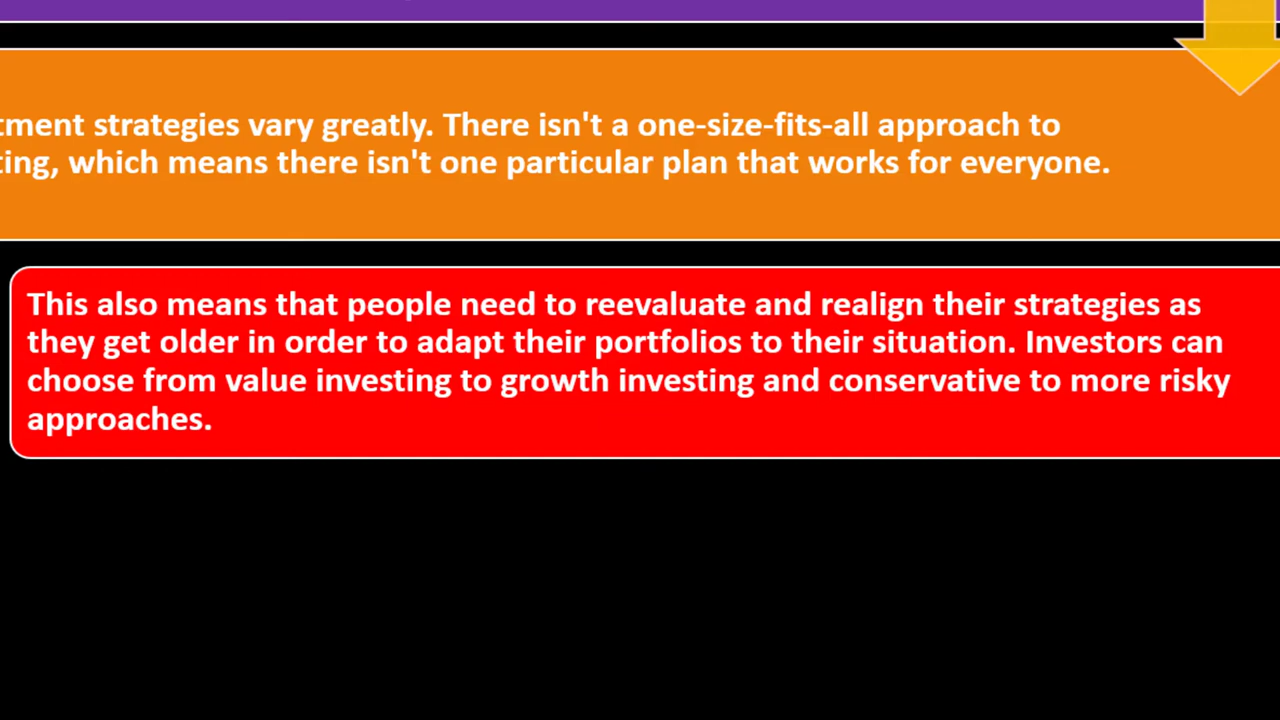 tment strategies vary greatly. There isn't a one-size-fits-all approach to
ting, which means there isn't one particular plan that works for everyone.
This also means that people need to reevaluate and realign their strategies as
they get older in order to adapt their portfolios to their situation. Investors can
choose from value investing to growth investing and conservative to more risky
approaches.